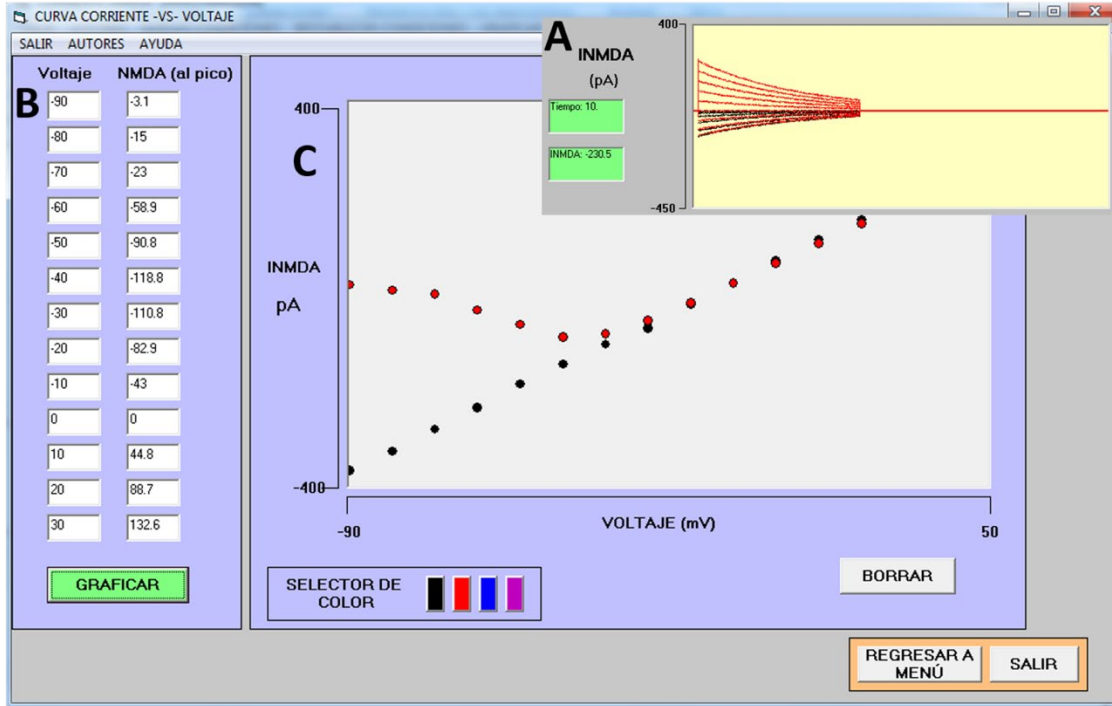 CURVA CORRIENTE -VS- VOLTAJE
SALIR AUTORES AYUDA
A
INMDA
(pA)
Tiempo: 10.
INMDA: -230.5
400
-450
B
Voltaje NMDA (al pico)
-90 -3.1
-80 -15
-70 -23
-60 -58.9
-50 -90.8
-40 -118.8
-30 -110.8
-20 -82.9
-10 -43
0 0
10 44.8
20 88.7
30 132.6
GRAFICAR
C
400
INMDA
pA
-400
-90
VOLTAJE (mV)
50
SELECTOR DE
COLOR
BORRAR
REGRESAR A
MENÚ
SALIR